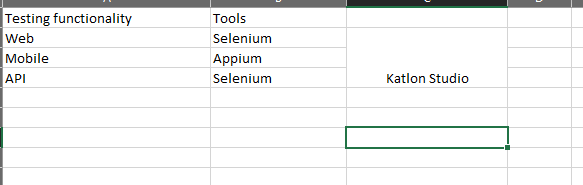 Testing functionality Tools
Web Selenium
Mobile Appium
API Selenium Katlon Studio